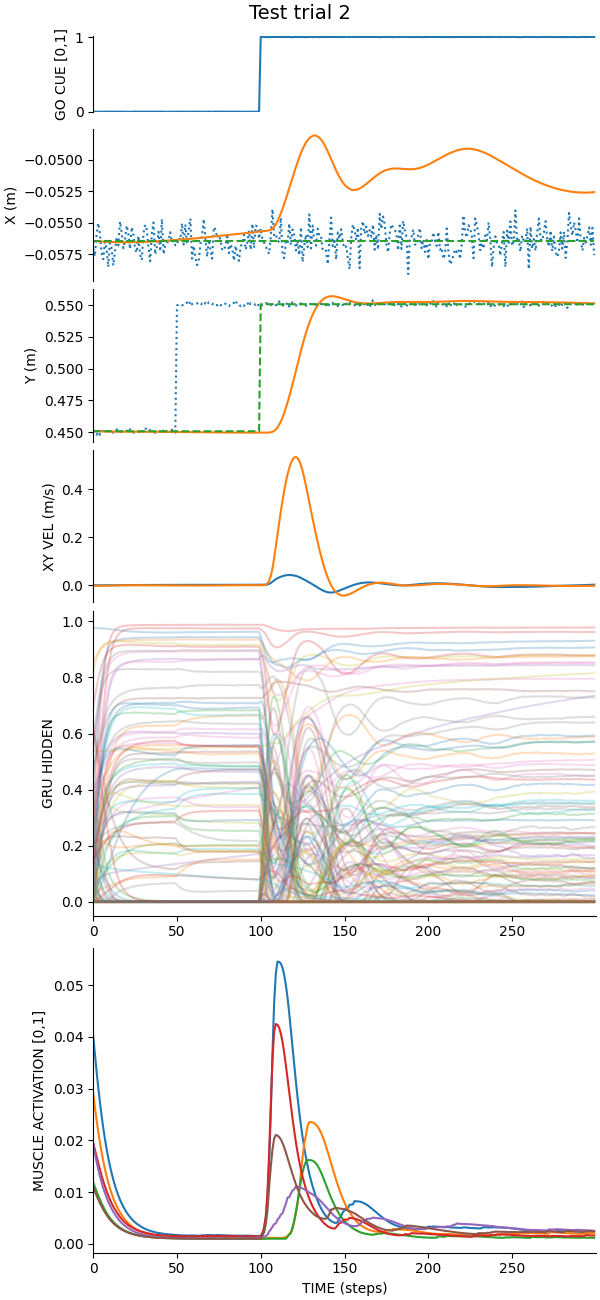 Test trial 2
GO CUE [0,1]
1
0
X (m)
−0.0500
−0.0525
−0.0550
−0.0575
Y (m)
0.550
0.525
0.500
0.475
0.450
XY VEL (m/s)
0.4
0.2
0.0
GRU HIDDEN
1.0
0.8
0.6
0.4
0.2
0.0
0 50 100 150 200 250
MUSCLE ACTIVATION [0,1]
0.05
0.04
0.03
0.02
0.01
0.00
0 50 100 150 200 250
TIME (steps)